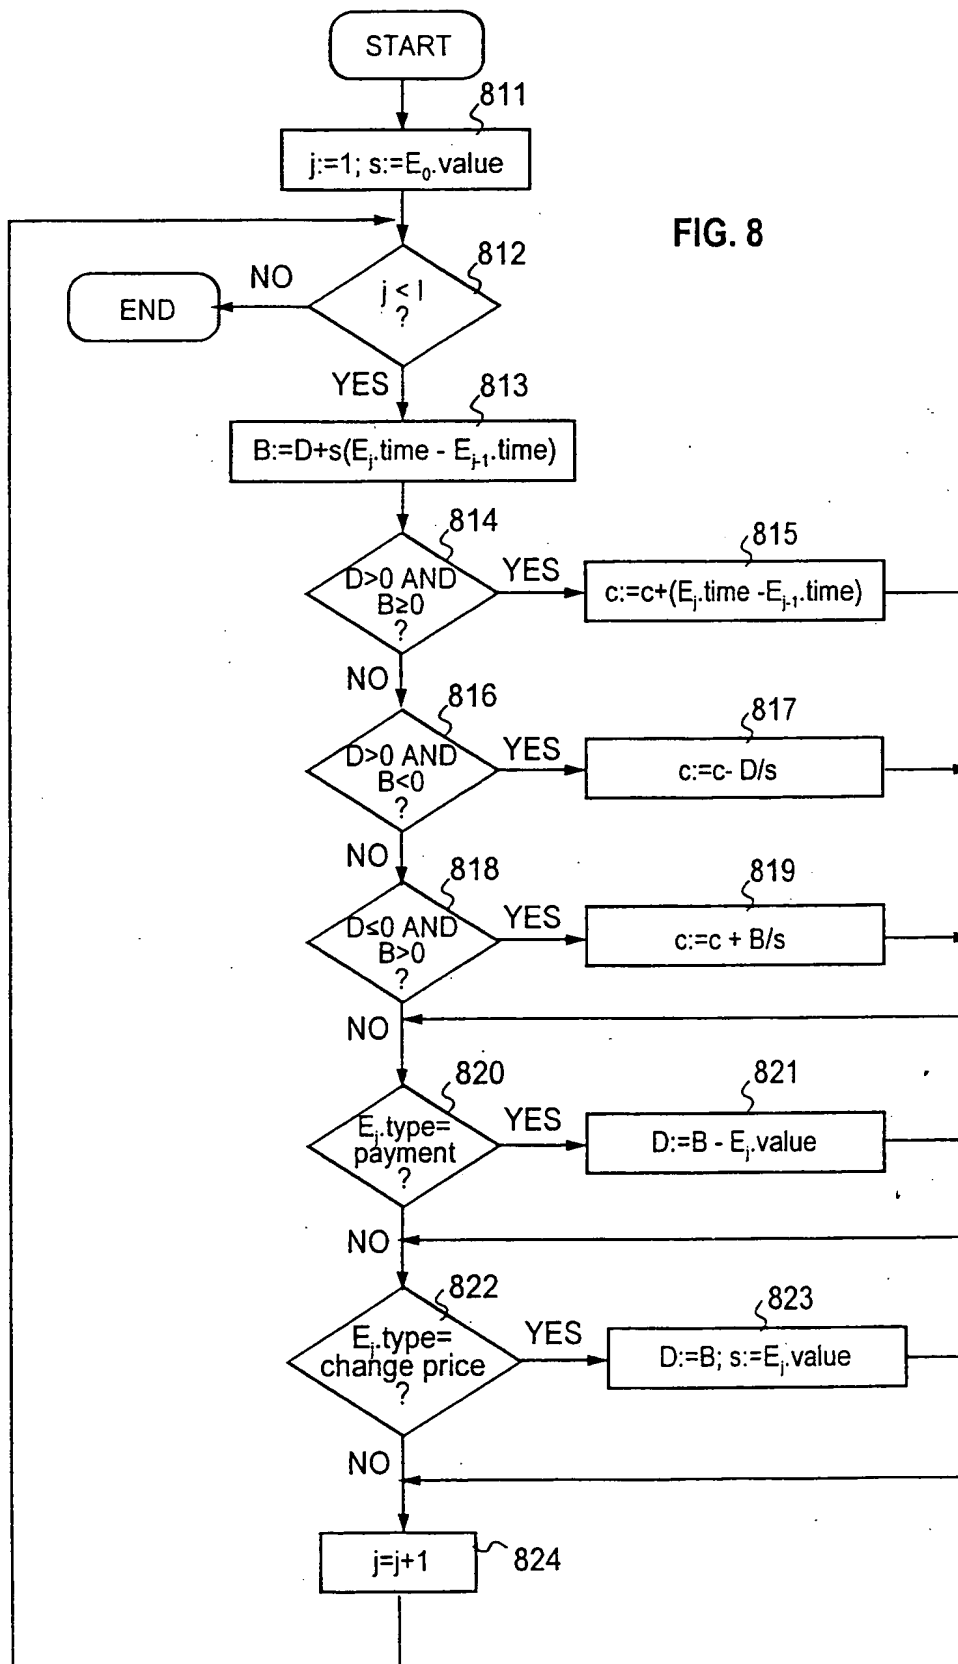 START
811
j:=1; s:=E₀.value
FIG. 8
812
NO
j < I
?
END
YES
813
B:=D+s(Eⱼ.time - Eⱼ₋₁.time)
814
815
D>0 AND
B≥0
?
YES
c:=c+(Eⱼ.time -Eⱼ₋₁.time)
NO
816
817
D>0 AND
B<0
?
YES
c:=c- D/s
NO
818
819
D≤0 AND
B>0
?
YES
c:=c + B/s
NO
820
821
Eⱼ.type=
payment
?
YES
D:=B - Eⱼ.value
NO
822
823
Eⱼ.type=
change price
?
YES
D:=B; s:=Eⱼ.value
NO
j=j+1
824